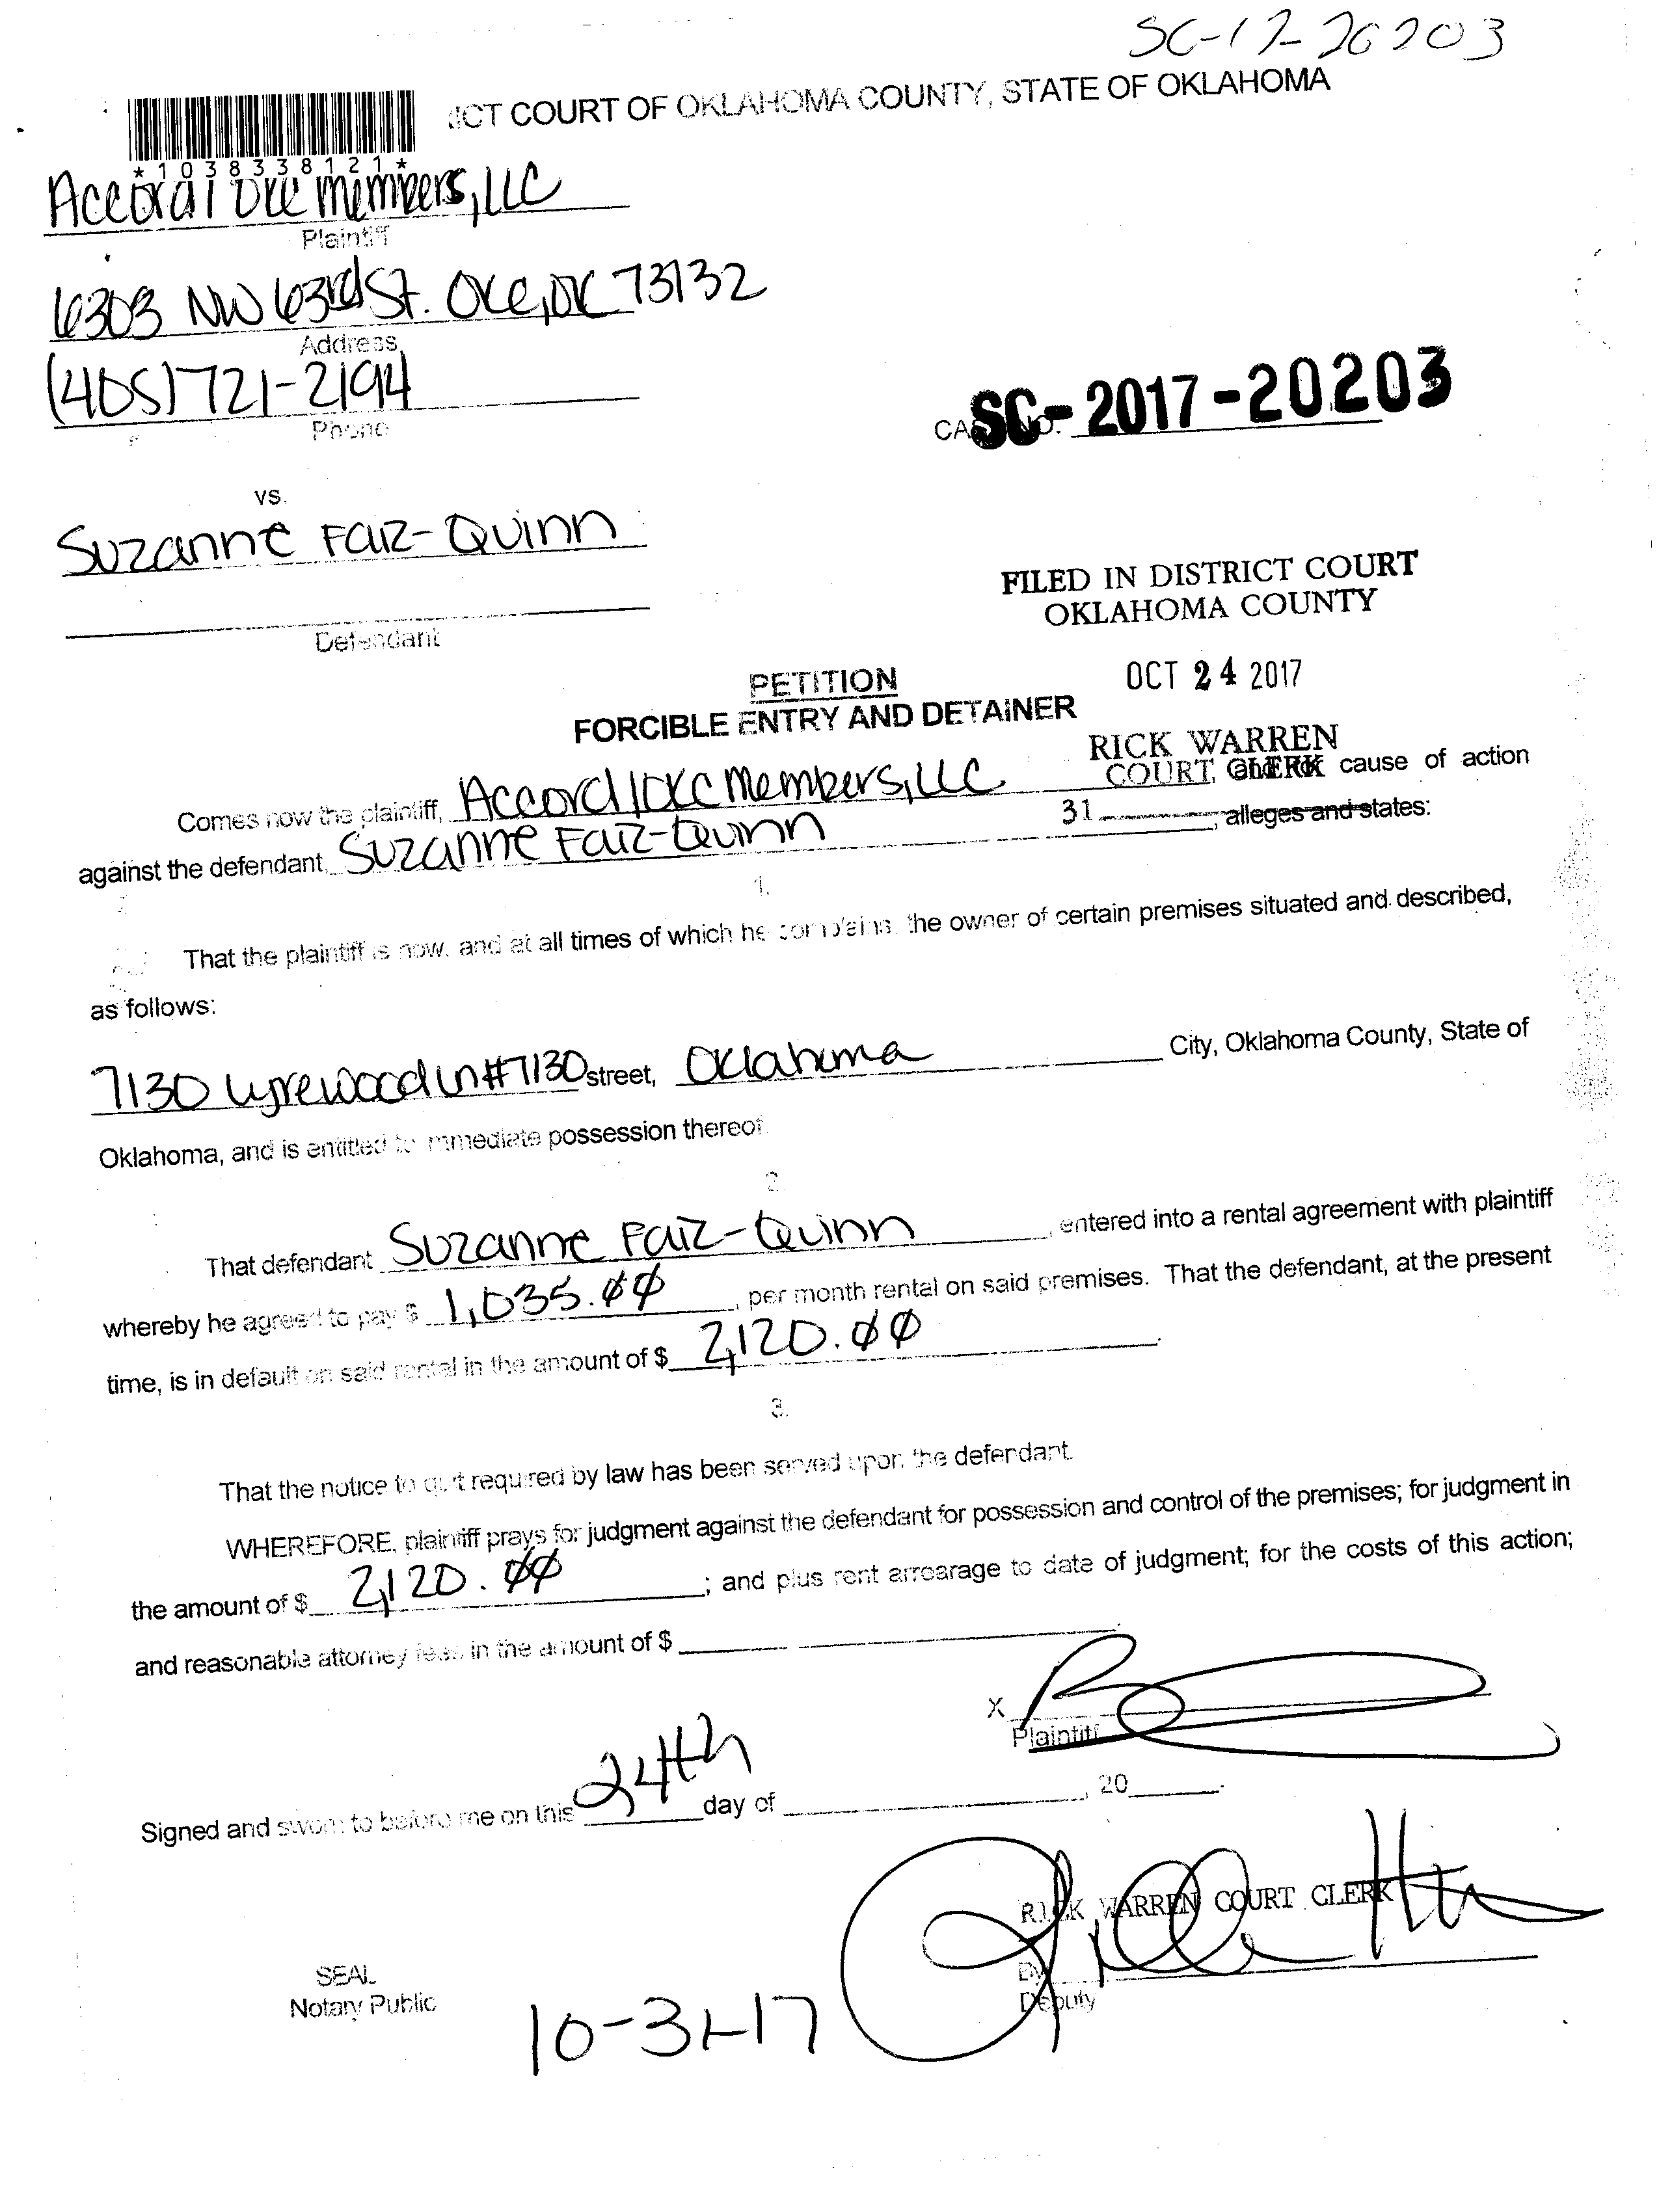 SC-17-20203
ICT COURT OF OKLAHOMA COUNTY, STATE OF OKLAHOMA
*1038338121*
Accord/OKC Members, LLC
Plaintiff
6303 NW 63rd St. OKC, OK 73132
Address
(405) 721-2194
Phone
CA NO. SC-2017-20203
vs.
Suzanne Faiz-Quinn
Defendant
FILED IN DISTRICT COURT
OKLAHOMA COUNTY
OCT 24 2017
RICK WARREN
COURT CLERK
31
PETITION
FORCIBLE ENTRY AND DETAINER
Comes now the plaintiff, Accord/OKC Members, LLC, and for cause of action
against the defendant, Suzanne Faiz-Quinn, alleges and states:
1.
That the plaintiff is now, and at all times of which he complains, the owner of certain premises situated and described,
as follows:
7130 Lyrewood Ln #7130 street, Oklahoma City, Oklahoma County, State of
Oklahoma, and is entitled to immediate possession thereof.
2.
That defendant Suzanne Faiz-Quinn, entered into a rental agreement with plaintiff
whereby he agreed to pay $ 1,035.00, per month rental on said premises. That the defendant, at the present
time, is in default on said rental in the amount of $ 2,120.00.
3.
That the notice to quit required by law has been served upon the defendant.
WHEREFORE, plaintiff prays for judgment against the defendant for possession and control of the premises; for judgment in
the amount of $ 2,120.00; and plus rent arrearage to date of judgment; for the costs of this action;
and reasonable attorney fees in the amount of $
X
Plaintiff
Signed and sworn to before me on this 24th day of , 20 .
RICK WARREN COURT CLERK
By
Deputy
SEAL
Notary Public
10-31-17